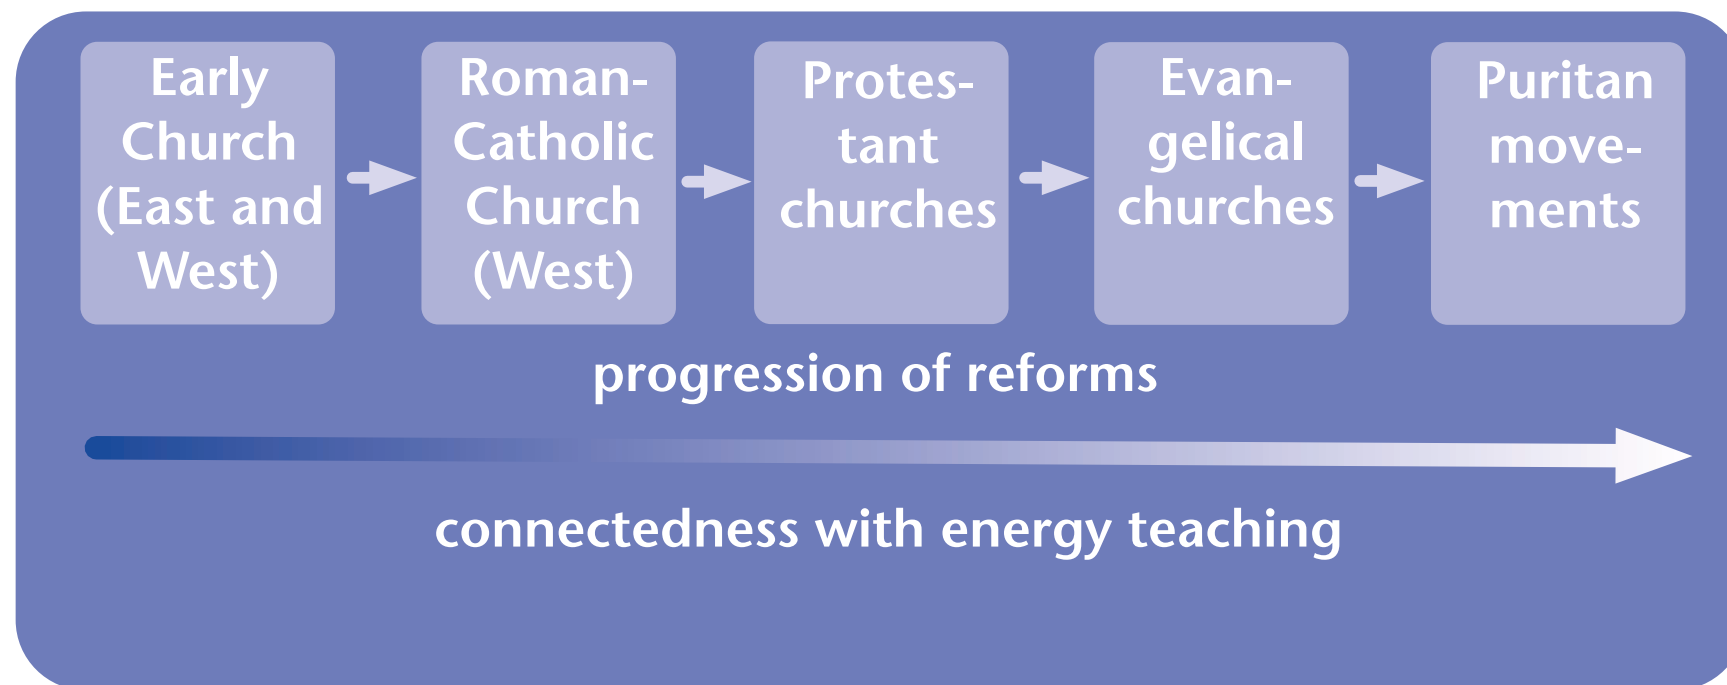 Early
Church
(East and
West)
Roman-
Catholic
Church
(West)
Protes-
tant
churches
Evan-
gelical
churches
Puritan
move-
ments
progression of reforms
connectedness with energy teaching